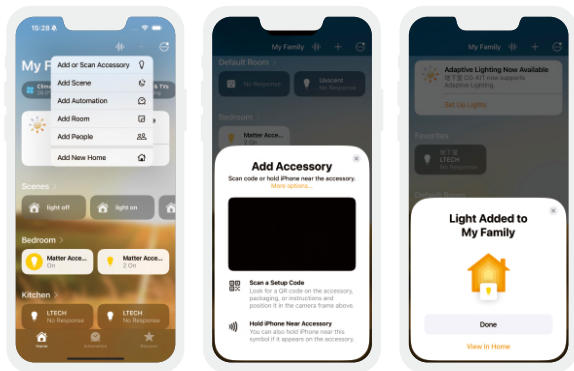 15:28
My F
Add or Scan Accessory
Add Scene
Add Automation
Add Room
Add People
Add New Home
Scenes >
light off
light on
Bedroom >
Matter Acce...
On
Matter Acce...
2 On
Kitchen >
LTECH
No Response
LTECH
No Response
Home
Automation
Discover
My Family
Default Room >
No Response
No Response
Bedroom >
Matter Acce...
2 On
Add Accessory
Scan code or hold iPhone near the accessory.
More options...
Scan a Setup Code
Look for a QR code on the accessory,
packaging, or instructions and
position it in the camera frame above.
Hold iPhone Near Accessory
You can also hold iPhone near this
symbol if it appears on the accessory.
My Family
Adaptive Lighting Now Available
Adaptive Lighting.
Set Up Lights
Favorites
LTECH
No Response
Default Room
Light Added to
My Family
Done
View in Home